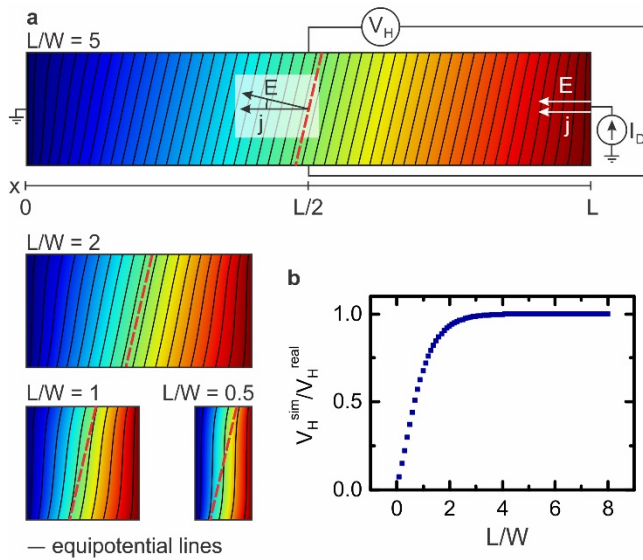 a
L/W = 5
V_H
E
j
E
j
I_D
x
0
L/2
L
L/W = 2
L/W = 1
L/W = 0.5
— equipotential lines
b
V_H^sim/V_H^real
1.0
0.5
0.0
0 2 4 6 8
L/W